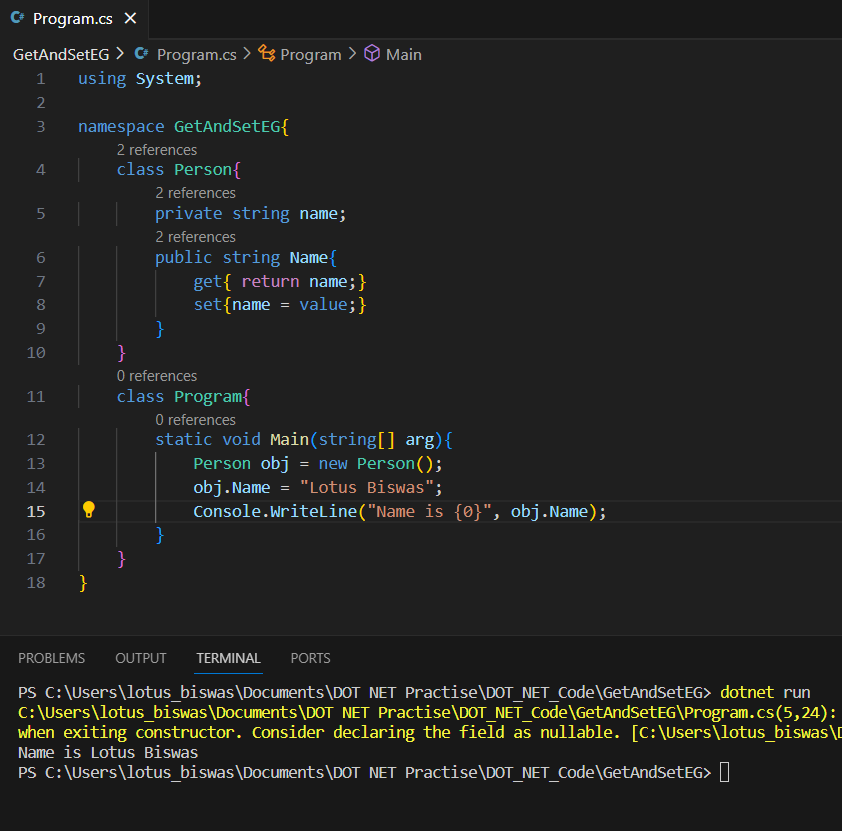 Program.cs
GetAndSetEG > Program.cs > Program > Main
1 using System;
2
3 namespace GetAndSetEG{
2 references
4 class Person{
2 references
5 private string name;
2 references
6 public string Name{
7 get{ return name;}
8 set{name = value;}
9 }
10 }
0 references
11 class Program{
0 references
12 static void Main(string[] arg){
13 Person obj = new Person();
14 obj.Name = "Lotus Biswas";
15 Console.WriteLine("Name is {0}", obj.Name);
16 }
17 }
18 }
PROBLEMS OUTPUT TERMINAL PORTS
PS C:\Users\lotus_biswas\Documents\DOT NET Practise\DOT_NET_Code\GetAndSetEG> dotnet run
C:\Users\lotus_biswas\Documents\DOT NET Practise\DOT_NET_Code\GetAndSetEG\Program.cs(5,24):
when exiting constructor. Consider declaring the field as nullable. [C:\Users\lotus_biswas\D
Name is Lotus Biswas
PS C:\Users\lotus_biswas\Documents\DOT NET Practise\DOT_NET_Code\GetAndSetEG>